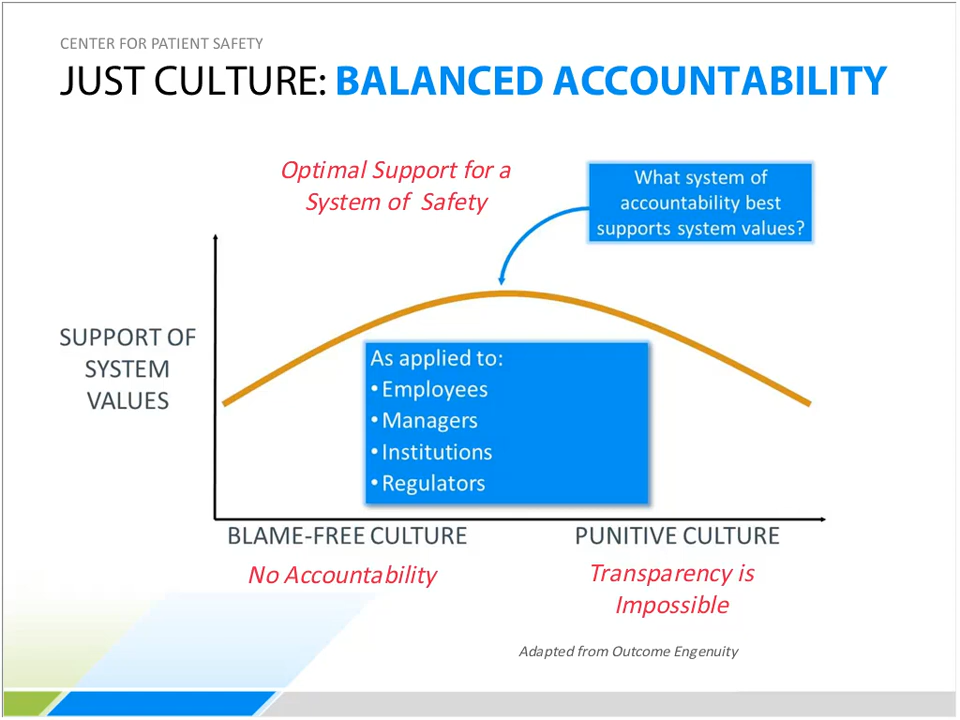 CENTER FOR PATIENT SAFETY
JUST CULTURE: BALANCED ACCOUNTABILITY
Optimal Support for a
System of Safety
What system of
accountability best
supports system values?
SUPPORT OF
SYSTEM
VALUES
As applied to:
• Employees
• Managers
• Institutions
• Regulators
BLAME-FREE CULTURE
No Accountability
PUNITIVE CULTURE
Transparency is
Impossible
Adapted from Outcome Engenuity